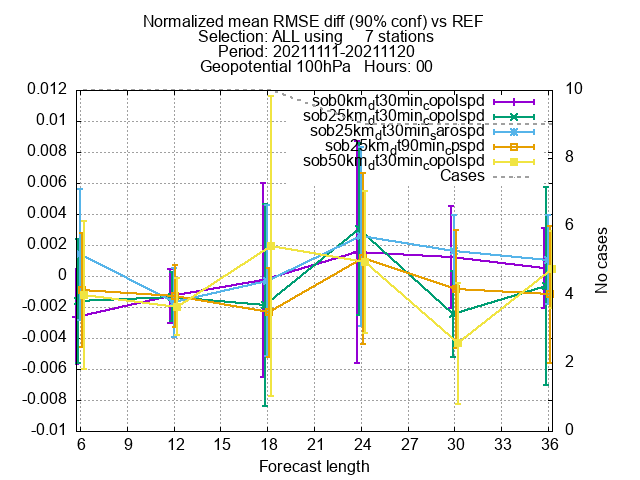 Normalized mean RMSE diff (90% conf) vs REF
Selection: ALL using     7 stations
Period: 20211111-20211120
Geopotential 100hPa   Hours: 00
0.012
0.01
0.008
0.006
0.004
0.002
0
-0.002
-0.004
-0.006
-0.008
-0.01
sob0km_dt30min_copolspd
sob25km_dt30min_copolspd
sob25km_dt30min_sarospd
sob25km_dt90min_cpspd
sob50km_dt30min_copolspd
Cases
10
8
6
4
2
0
No cases
6 9 12 15 18 21 24 27 30 33 36
Forecast length